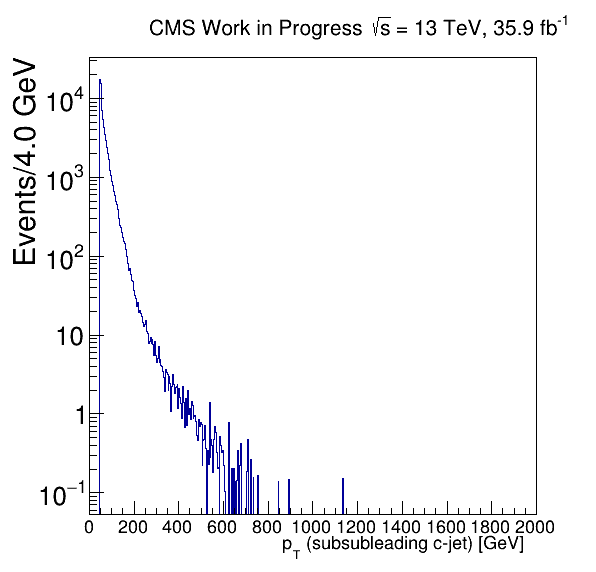 CMS Work in Progress √s = 13 TeV, 35.9 fb⁻¹
Events/4.0 GeV
10⁴
10³
10²
10
1
10⁻¹
0 200 400 600 800 1000 1200 1400 1600 1800 2000
p_T (subsubleading c-jet) [GeV]